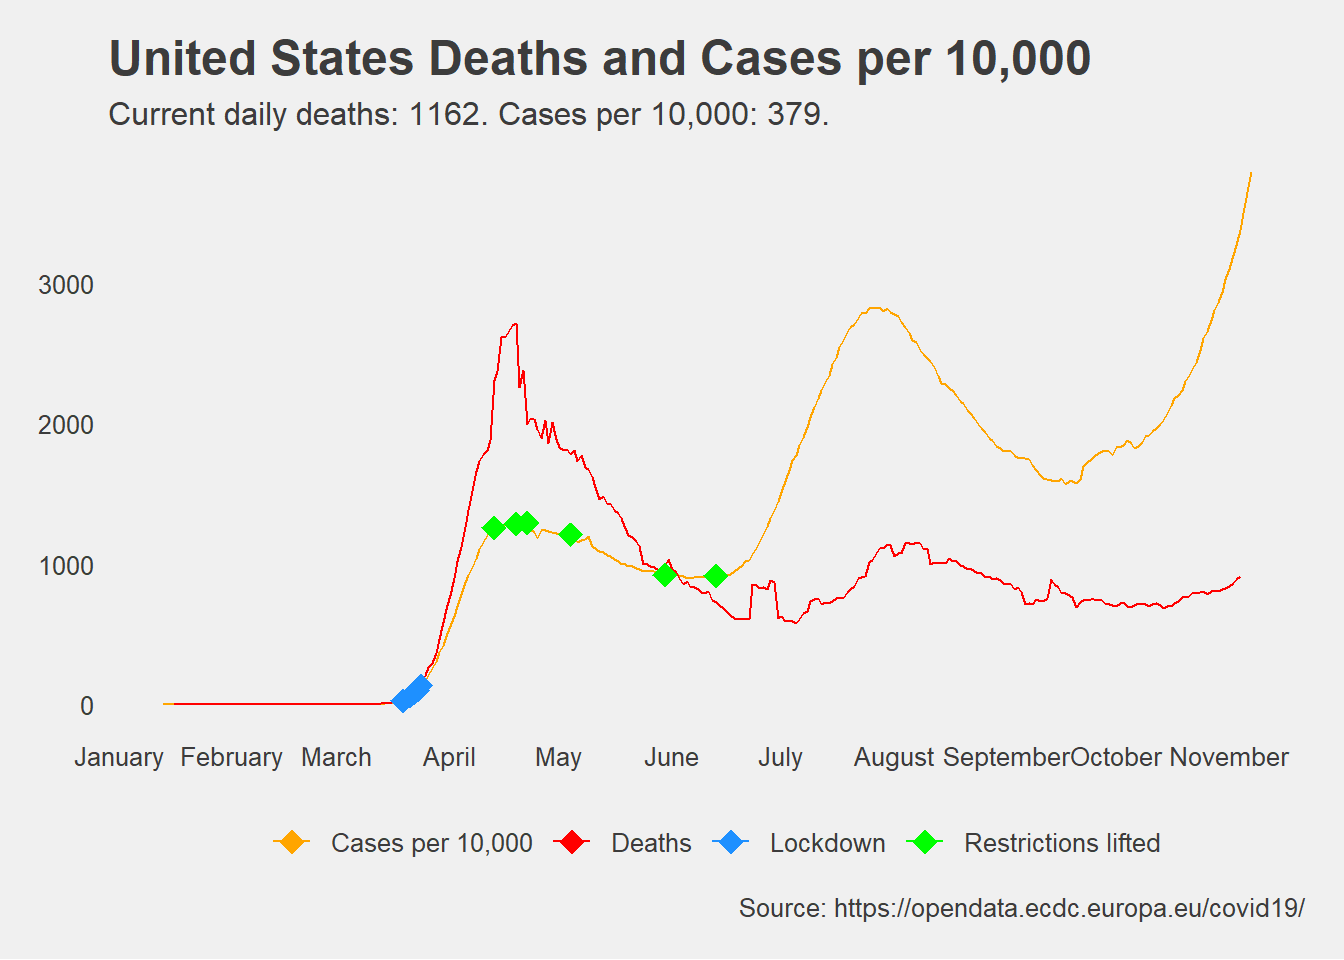 United States Deaths and Cases per 10,000
Current daily deaths: 1162. Cases per 10,000: 379.
3000
2000
1000
0
January February March April May June July August September October November
Cases per 10,000 Deaths Lockdown Restrictions lifted
Source: https://opendata.ecdc.europa.eu/covid19/